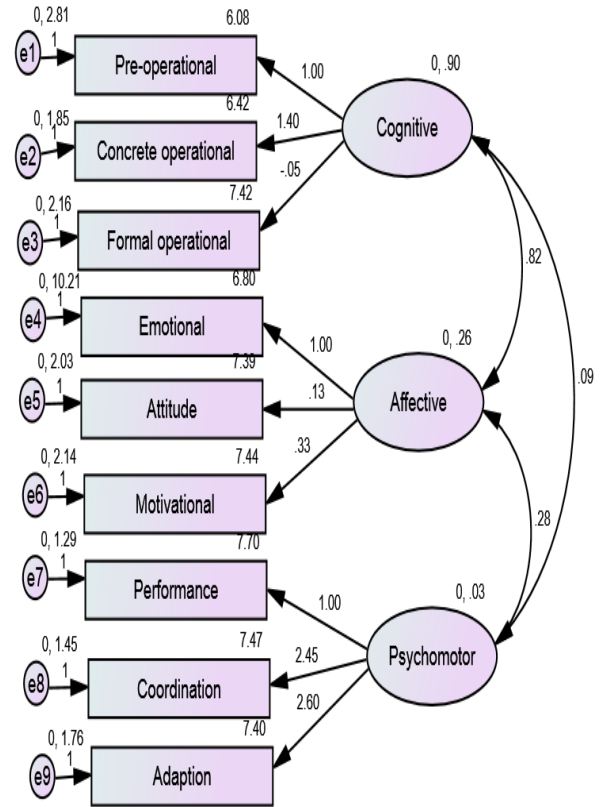 0, 2.81
6.08
e1
1
Pre-operational
1.00
0, .90
Cognitive
0, 1.85
6.42
e2
1
Concrete operational
1.40
-.05
0, 2.16
7.42
e3
1
Formal operational
.82
0, 10.21
6.80
e4
1
Emotional
1.00
0, .26
Affective
0, 2.03
7.39
e5
1
Attitude
.13
.09
.33
0, 2.14
7.44
e6
1
Motivational
.28
0, 1.29
7.70
e7
1
Performance
1.00
0, .03
Psychomotor
0, 1.45
7.47
e8
1
Coordination
2.45
2.60
0, 1.76
7.40
e9
1
Adaption